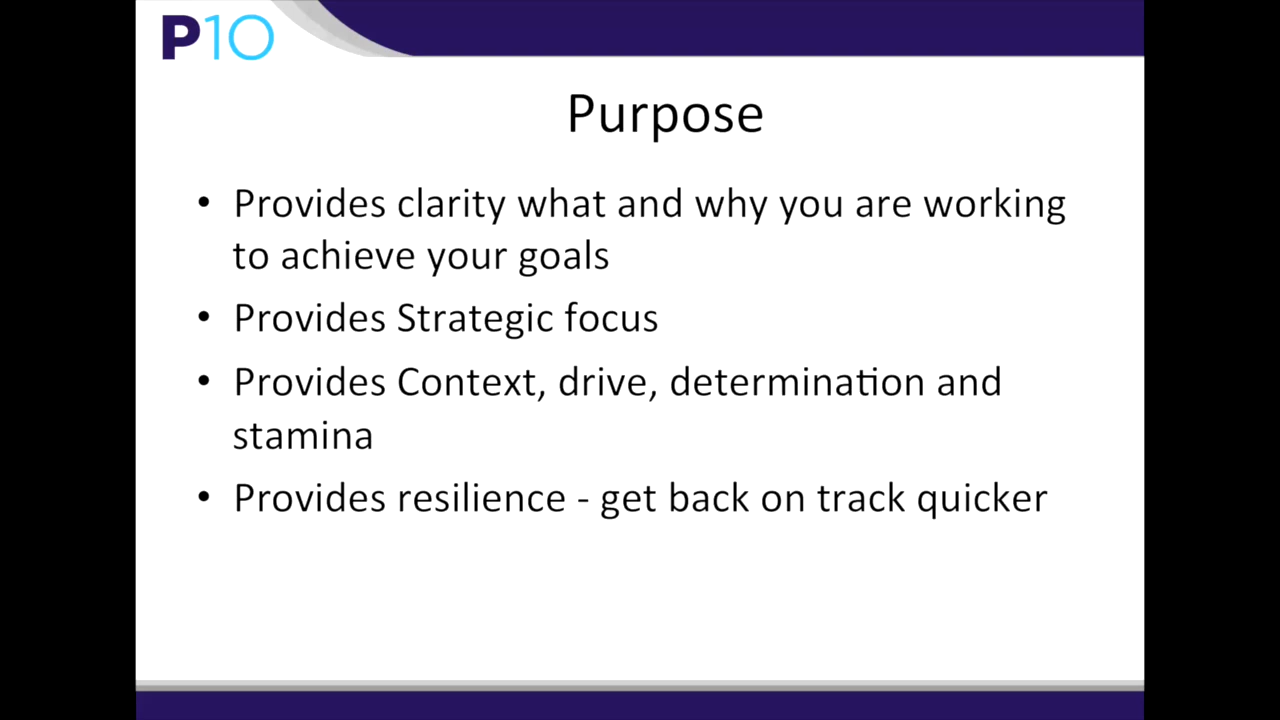 P10
Purpose
• Provides clarity what and why you are working
to achieve your goals
• Provides Strategic focus
• Provides Context, drive, determination and
stamina
• Provides resilience - get back on track quicker